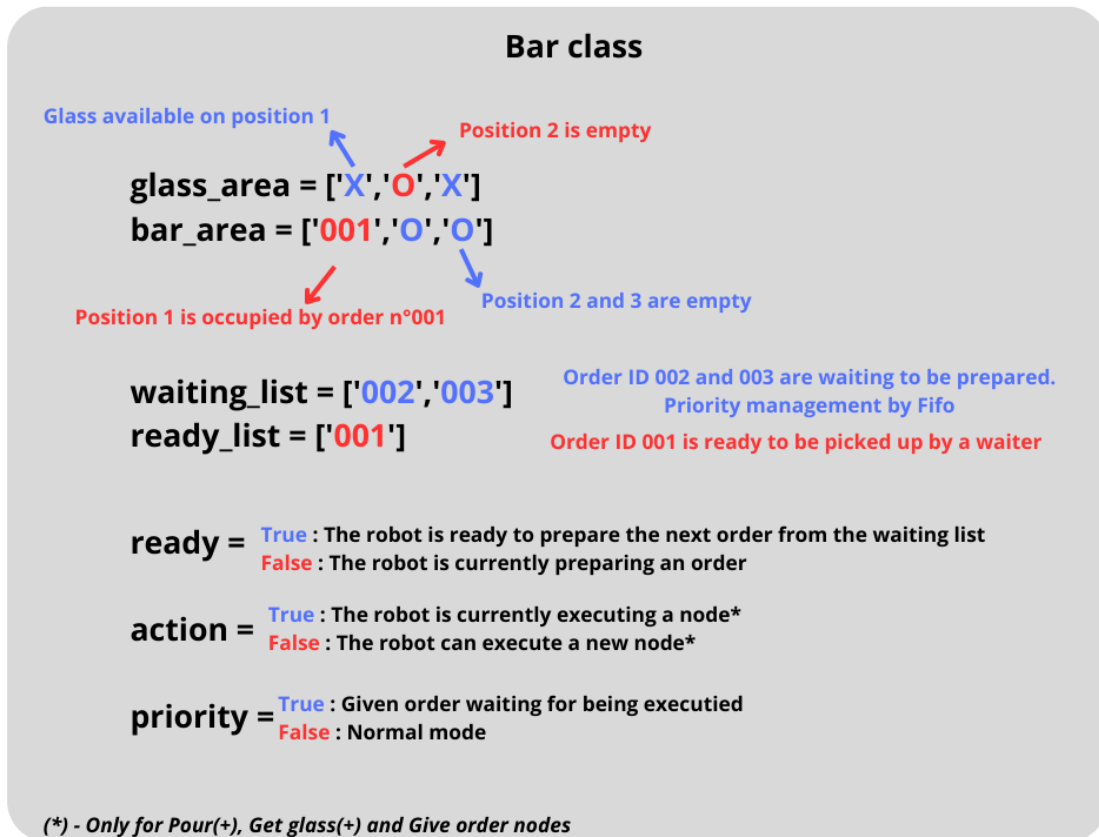 Bar class
Glass available on position 1
Position 2 is empty
glass_area = ['X','O','X']
bar_area = ['001','O','O']
Position 2 and 3 are empty
Position 1 is occupied by order n°001
waiting_list = ['002','003']
Order ID 002 and 003 are waiting to be prepared.
Priority management by Fifo
ready_list = ['001']
Order ID 001 is ready to be picked up by a waiter
ready =
True : The robot is ready to prepare the next order from the waiting list
False : The robot is currently preparing an order
action =
True : The robot is currently executing a node*
False : The robot can execute a new node*
priority =
True : Given order waiting for being executied
False : Normal mode
(*) - Only for Pour(+), Get glass(+) and Give order nodes